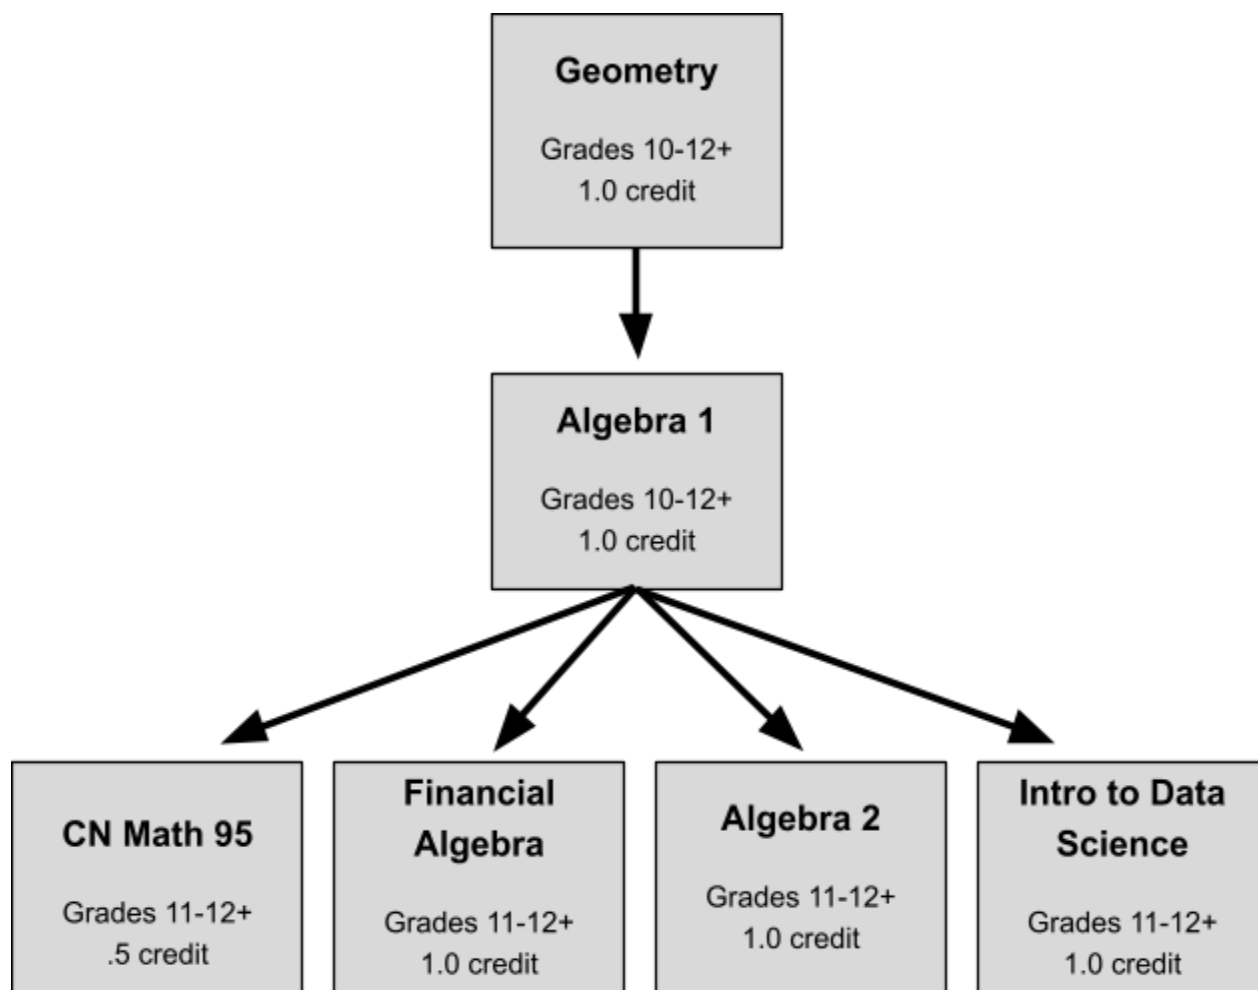 Geometry
Grades 10-12+
1.0 credit
Algebra 1
Grades 10-12+
1.0 credit
CN Math 95
Grades 11-12+
.5 credit
Financial
Algebra
Grades 11-12+
1.0 credit
Algebra 2
Grades 11-12+
1.0 credit
Intro to Data
Science
Grades 11-12+
1.0 credit